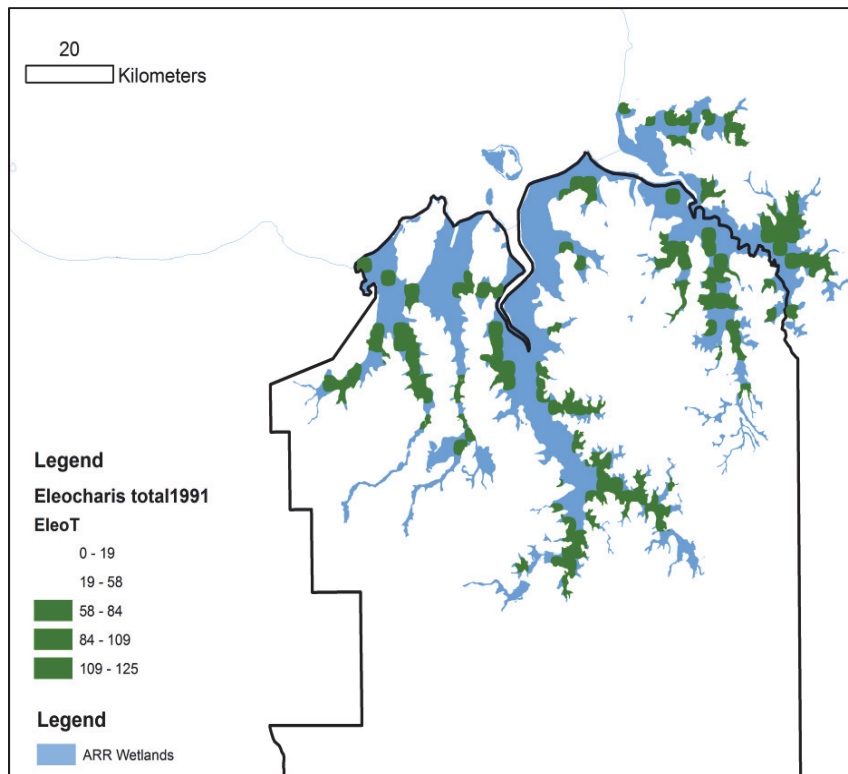 20
Kilometers
Legend
Eleocharis total1991
EleoT
0 - 19
19 - 58
58 - 84
84 - 109
109 - 125
Legend
ARR Wetlands